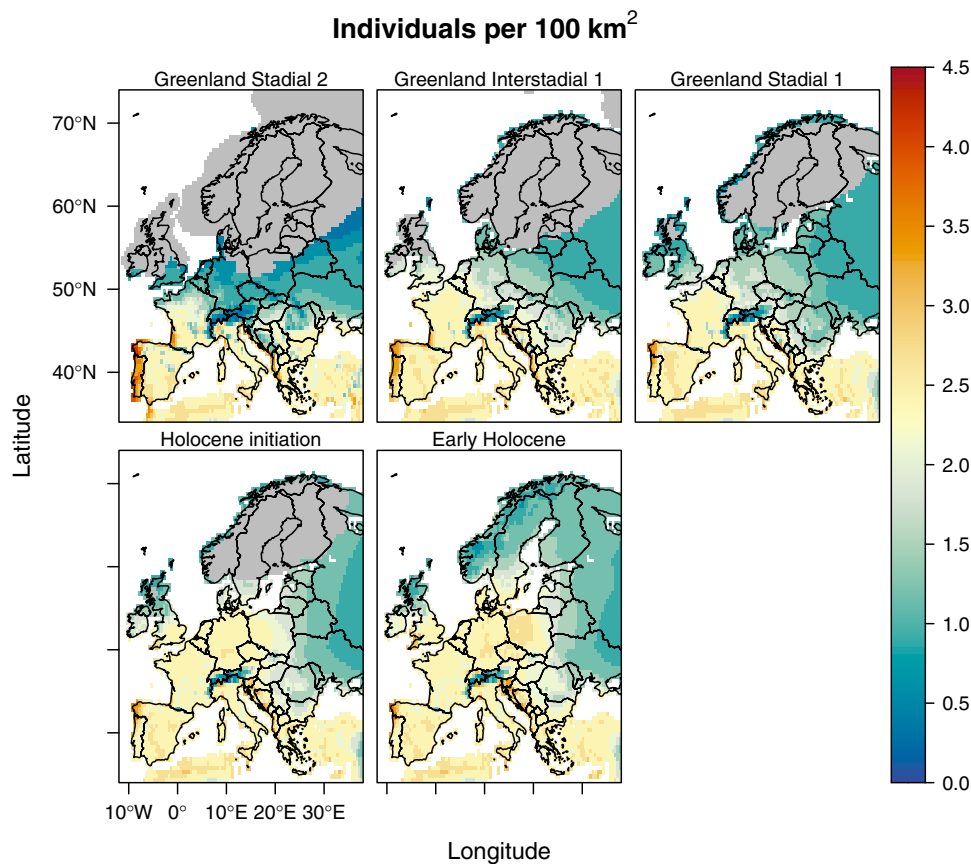 Individuals per 100 km²
Greenland Stadial 2
Greenland Interstadial 1
Greenland Stadial 1
4.5
4.0
3.5
3.0
2.5
2.0
1.5
1.0
0.5
0.0
70°N
60°N
50°N
40°N
Latitude
Holocene initiation
Early Holocene
10°W 0° 10°E 20°E 30°E
Longitude